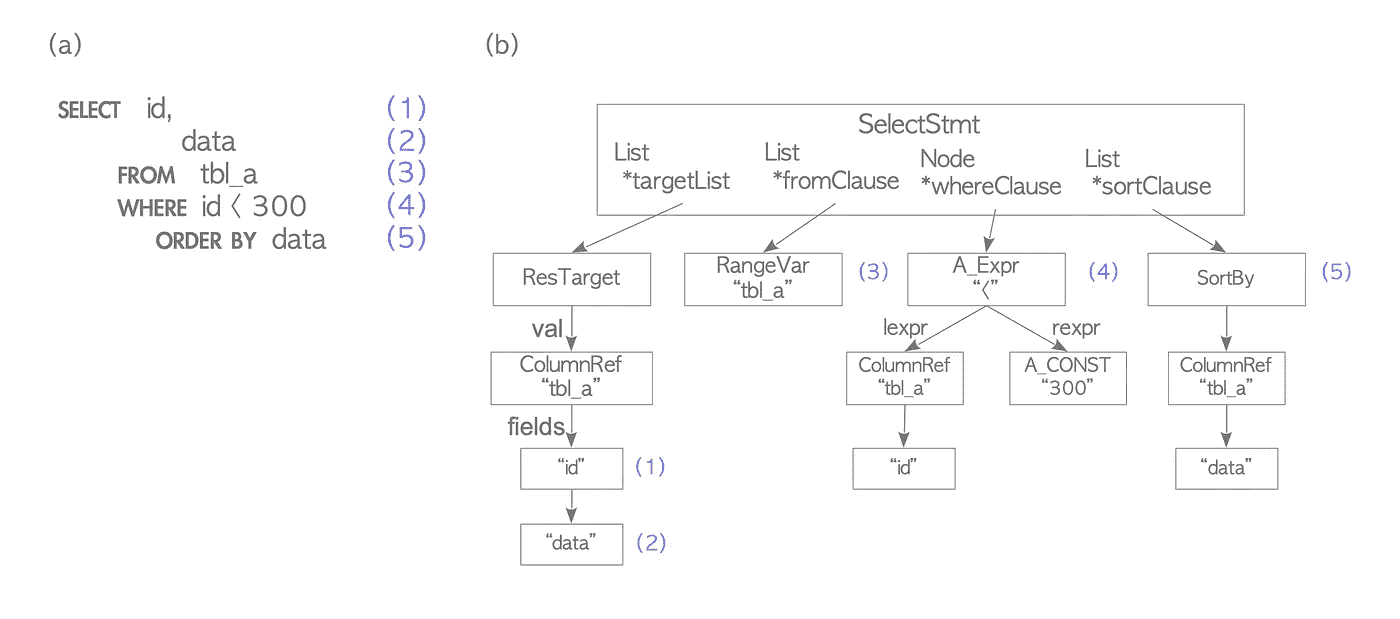 (a)
SELECT id, (1)
data (2)
FROM tbl_a (3)
WHERE id < 300 (4)
ORDER BY data (5)
(b)
SelectStmt
List
*targetList
List
*fromClause
Node
*whereClause
List
*sortClause
ResTarget
RangeVar
“tbl_a”
(3)
A_Expr
“<”
(4)
SortBy
(5)
val
lexpr
rexpr
ColumnRef
“tbl_a”
ColumnRef
“tbl_a”
A_CONST
“300”
ColumnRef
“tbl_a”
fields
“id”
(1)
“id”
“data”
“data”
(2)